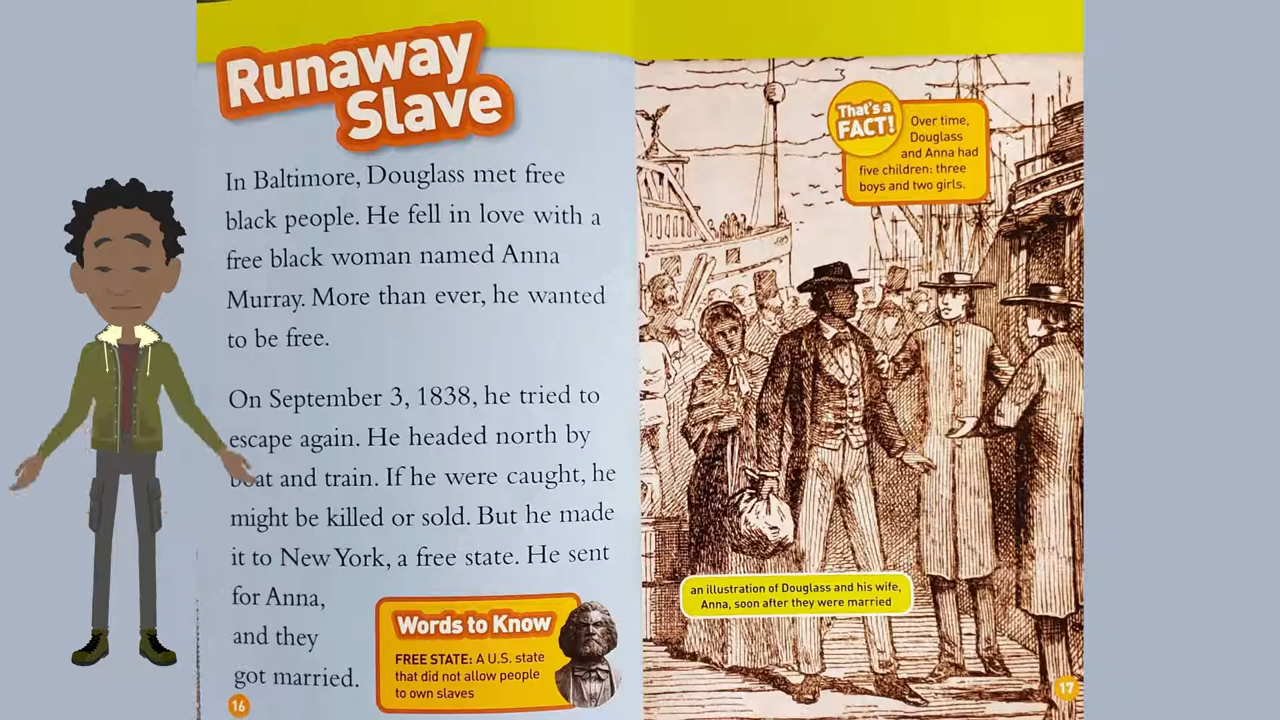 Runaway
Slave
In Baltimore, Douglass met free
black people. He fell in love with a
free black woman named Anna
Murray. More than ever, he wanted
to be free.
On September 3, 1838, he tried to
escape again. He headed north by
boat and train. If he were caught, he
might be killed or sold. But he made
it to New York, a free state. He sent
for Anna,
and they
got married.
Words to Know
FREE STATE: A U.S. state
that did not allow people
to own slaves
16
That's a
FACT!
Over time,
Douglass
and Anna had
five children: three
boys and two girls.
an illustration of Douglass and his wife,
Anna, soon after they were married
17